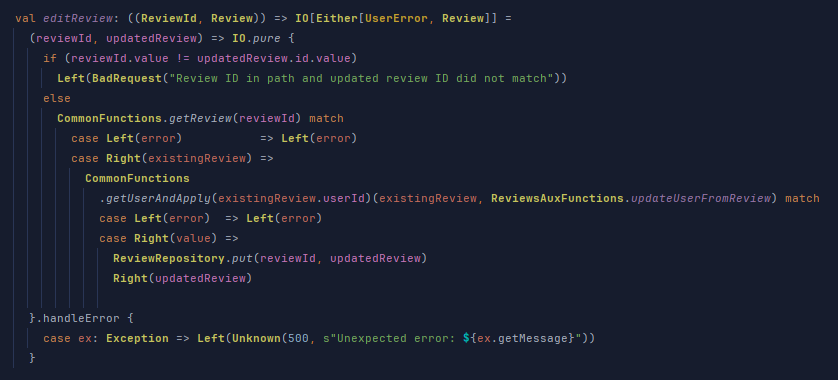 val editReview: ((ReviewId, Review)) => IO[Either[UserError, Review]] =
  (reviewId, updatedReview) => IO.pure {
    if (reviewId.value != updatedReview.id.value)
      Left(BadRequest("Review ID in path and updated review ID did not match"))
    else
      CommonFunctions.getReview(reviewId) match
        case Left(error)           => Left(error)
        case Right(existingReview) =>
          CommonFunctions
            .getUserAndApply(existingReview.userId)(existingReview, ReviewsAuxFunctions.updateUserFromReview) match
            case Left(error)  => Left(error)
            case Right(value) =>
              ReviewRepository.put(reviewId, updatedReview)
              Right(updatedReview)
  }.handleError {
    case ex: Exception => Left(Unknown(500, s"Unexpected error: ${ex.getMessage}"))
  }